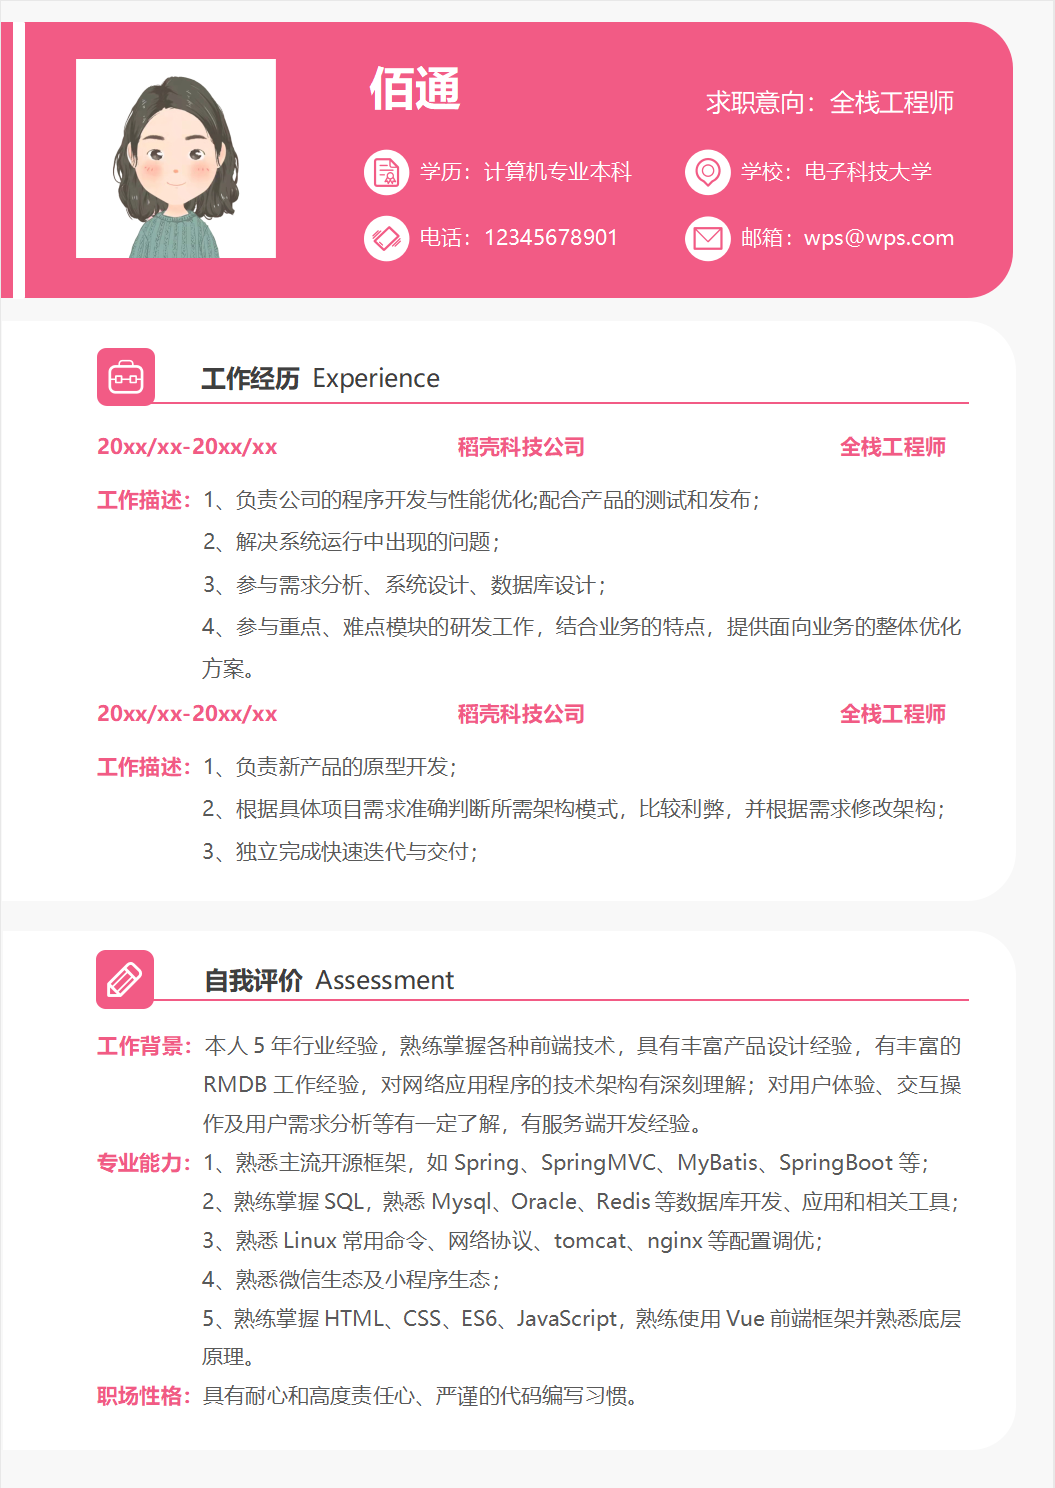 佰通
求职意向：全栈工程师
学历：计算机专业本科
学校：电子科技大学
电话：12345678901
邮箱：wps@wps.com
工作经历 Experience
20xx/xx-20xx/xx 稻壳科技公司 全栈工程师
工作描述：1、负责公司的程序开发与性能优化;配合产品的测试和发布；
2、解决系统运行中出现的问题；
3、参与需求分析、系统设计、数据库设计；
4、参与重点、难点模块的研发工作，结合业务的特点，提供面向业务的整体优化
方案。
20xx/xx-20xx/xx 稻壳科技公司 全栈工程师
工作描述：1、负责新产品的原型开发；
2、根据具体项目需求准确判断所需架构模式，比较利弊，并根据需求修改架构；
3、独立完成快速迭代与交付；
自我评价 Assessment
工作背景：本人 5 年行业经验，熟练掌握各种前端技术，具有丰富产品设计经验，有丰富的
RMDB 工作经验，对网络应用程序的技术架构有深刻理解；对用户体验、交互操
作及用户需求分析等有一定了解，有服务端开发经验。
专业能力：1、熟悉主流开源框架，如 Spring、SpringMVC、MyBatis、SpringBoot 等；
2、熟练掌握 SQL，熟悉 Mysql、Oracle、Redis 等数据库开发、应用和相关工具；
3、熟悉 Linux 常用命令、网络协议、tomcat、nginx 等配置调优；
4、熟悉微信生态及小程序生态；
5、熟练掌握 HTML、CSS、ES6、JavaScript，熟练使用 Vue 前端框架并熟悉底层
原理。
职场性格：具有耐心和高度责任心、严谨的代码编写习惯。